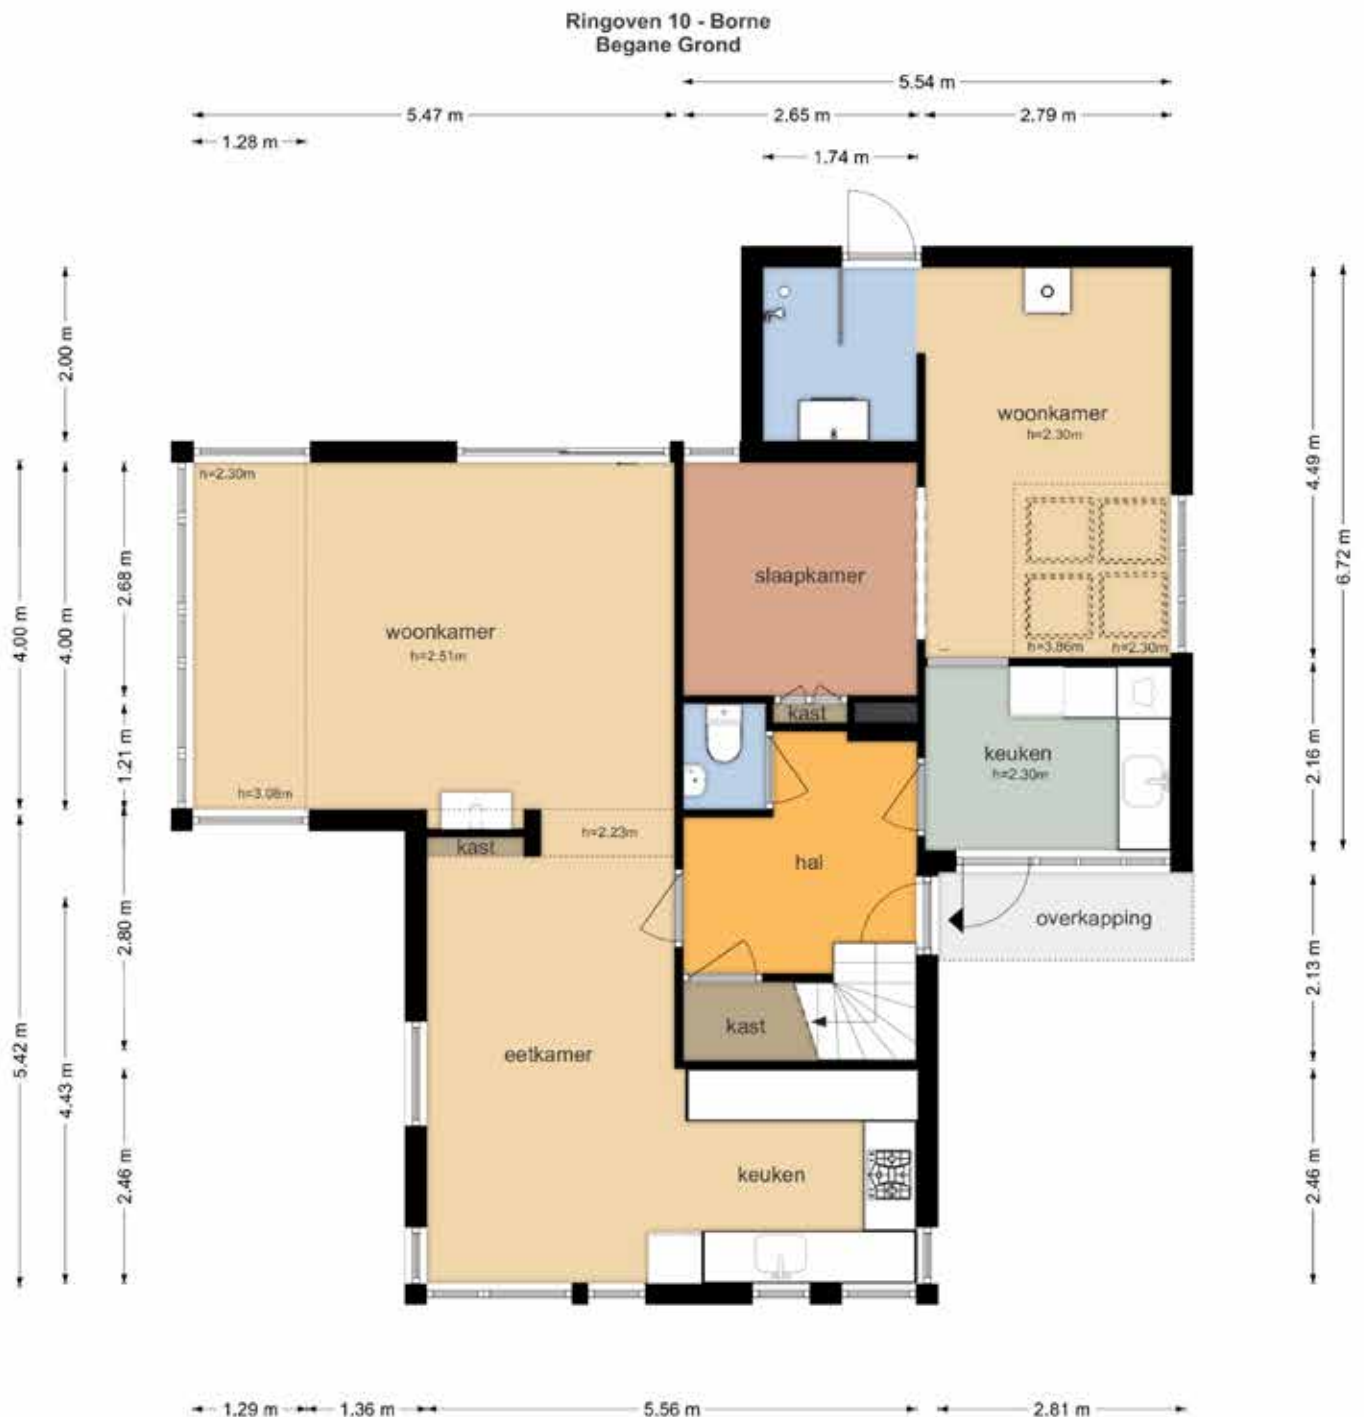 Ringoven 10 - Borne
Begane Grond
5.54 m
5.47 m
2.65 m
2.79 m
1.28 m
1.74 m
2.00 m
4.00 m
4.00 m
2.68 m
1.21 m
5.42 m
4.43 m
2.80 m
2.46 m
4.49 m
6.72 m
2.16 m
2.13 m
2.46 m
woonkamer
h=2.30m
h=2.30m
slaapkamer
woonkamer
h=2.51m
h=3.86m
h=2.30m
kast
keuken
h=2.30m
h=3.08m
h=2.23m
kast
hal
overkapping
kast
eetkamer
keuken
1.29 m
1.36 m
5.56 m
2.81 m